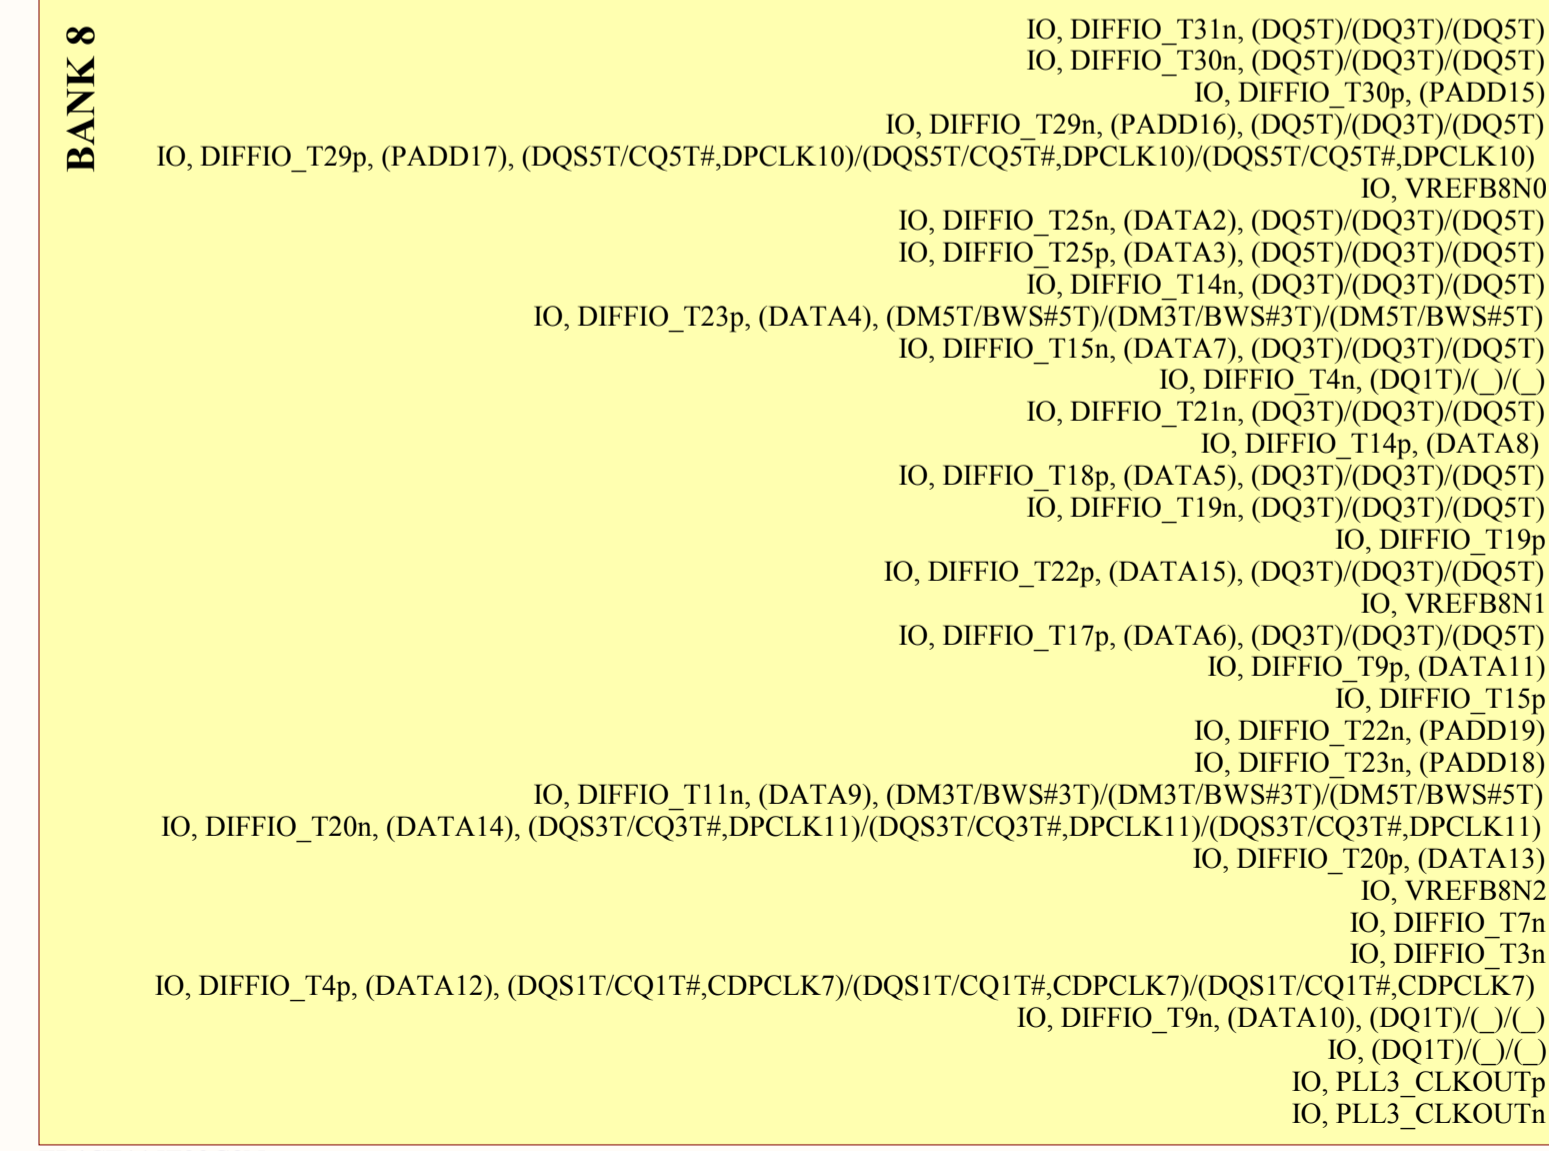 BANK 8
IO, DIFFIO_T31n, (DQ5T)/(DQ3T)/(DQ5T)
IO, DIFFIO_T30n, (DQ5T)/(DQ3T)/(DQ5T)
IO, DIFFIO_T30p, (PADD15)
IO, DIFFIO_T29n, (PADD16), (DQ5T)/(DQ3T)/(DQ5T)
IO, DIFFIO_T29p, (PADD17), (DQS5T/CQ5T#,DPCLK10)/(DQS5T/CQ5T#,DPCLK10)/(DQS5T/CQ5T#,DPCLK10)
IO, VREFB8N0
IO, DIFFIO_T25n, (DATA2), (DQ5T)/(DQ3T)/(DQ5T)
IO, DIFFIO_T25p, (DATA3), (DQ5T)/(DQ3T)/(DQ5T)
IO, DIFFIO_T14n, (DQ3T)/(DQ3T)/(DQ5T)
IO, DIFFIO_T23p, (DATA4), (DM5T/BWS#5T)/(DM3T/BWS#3T)/(DM5T/BWS#5T)
IO, DIFFIO_T15n, (DATA7), (DQ3T)/(DQ3T)/(DQ5T)
IO, DIFFIO_T4n, (DQ1T)/(_)/(_)
IO, DIFFIO_T21n, (DQ3T)/(DQ3T)/(DQ5T)
IO, DIFFIO_T14p, (DATA8)
IO, DIFFIO_T18p, (DATA5), (DQ3T)/(DQ3T)/(DQ5T)
IO, DIFFIO_T19n, (DQ3T)/(DQ3T)/(DQ5T)
IO, DIFFIO_T19p
IO, DIFFIO_T22p, (DATA15), (DQ3T)/(DQ3T)/(DQ5T)
IO, VREFB8N1
IO, DIFFIO_T17p, (DATA6), (DQ3T)/(DQ3T)/(DQ5T)
IO, DIFFIO_T9p, (DATA11)
IO, DIFFIO_T15p
IO, DIFFIO_T22n, (PADD19)
IO, DIFFIO_T23n, (PADD18)
IO, DIFFIO_T11n, (DATA9), (DM3T/BWS#3T)/(DM3T/BWS#3T)/(DM5T/BWS#5T)
IO, DIFFIO_T20n, (DATA14), (DQS3T/CQ3T#,DPCLK11)/(DQS3T/CQ3T#,DPCLK11)/(DQS3T/CQ3T#,DPCLK11)
IO, DIFFIO_T20p, (DATA13)
IO, VREFB8N2
IO, DIFFIO_T7n
IO, DIFFIO_T3n
IO, DIFFIO_T4p, (DATA12), (DQS1T/CQ1T#,CDPCLK7)/(DQS1T/CQ1T#,CDPCLK7)/(DQS1T/CQ1T#,CDPCLK7)
IO, DIFFIO_T9n, (DATA10), (DQ1T)/(_)/(_)
IO, (DQ1T)/(_)/(_)
IO, PLL3_CLKOUTp
IO, PLL3_CLKOUTn